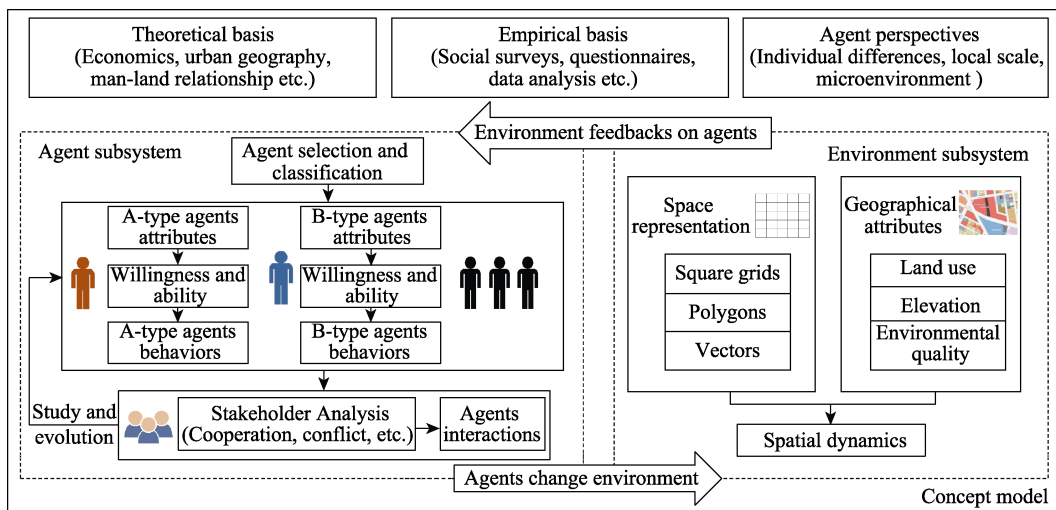 Theoretical basis
(Economics, urban geography,
man-land relationship etc.)
Empirical basis
(Social surveys, questionnaires,
data analysis etc.)
Agent perspectives
(Individual differences, local scale,
microenvironment )
Environment feedbacks on agents
Agent subsystem
Agent selection and
classification
A-type agents
attributes
Willingness and
ability
A-type agents
behaviors
B-type agents
attributes
Willingness and
ability
B-type agents
behaviors
Study and
evolution
Stakeholder Analysis
(Cooperation, conflict, etc.)
Agents
interactions
Environment subsystem
Space
representation
Square grids
Polygons
Vectors
Geographical
attributes
Land use
Elevation
Environmental
quality
Spatial dynamics
Agents change environment
Concept model